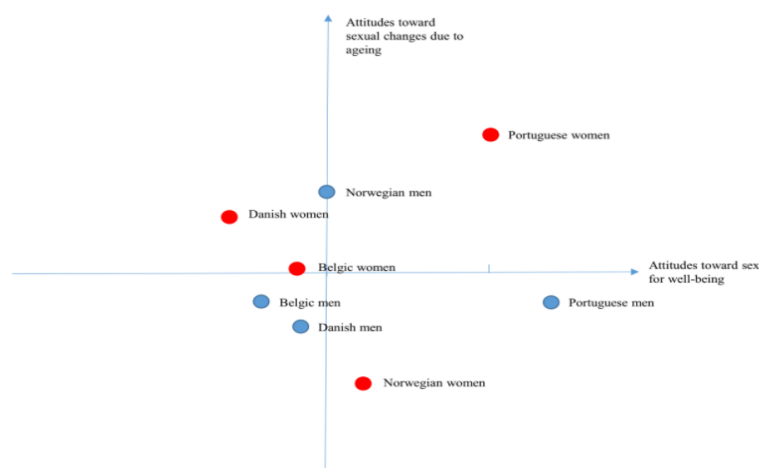 Attitudes toward
sexual changes due to
ageing
Portuguese women
Norwegian men
Danish women
Belgic women
Attitudes toward sex
for well-being
Belgic men
Portuguese men
Danish men
Norwegian women